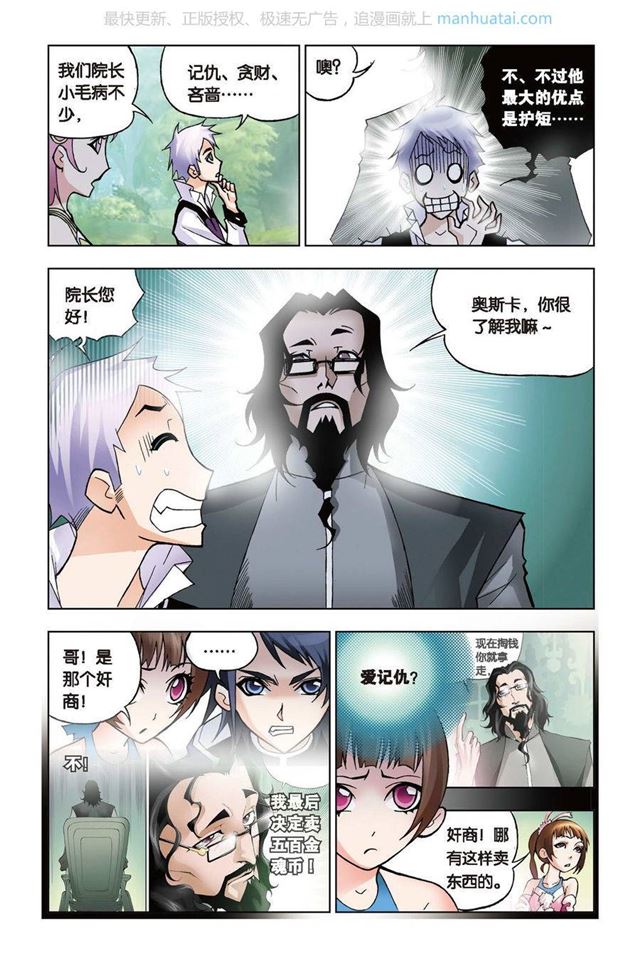 最快更新、正版授权、极速无广告，追漫画就上 manhuatai.com
我们院长
小毛病不
少，
记仇、贪财、
吝啬……
噢？
不、不过他
最大的优点
是护短……
院长您
好！
奥斯卡，你很
了解我嘛~
哥！是
那个奸
商！
……
不！
我最后
决定卖
五百金
魂币！
爱记仇？
现在掏钱
你就拿
走。
奸商！哪
有这样卖
东西的。